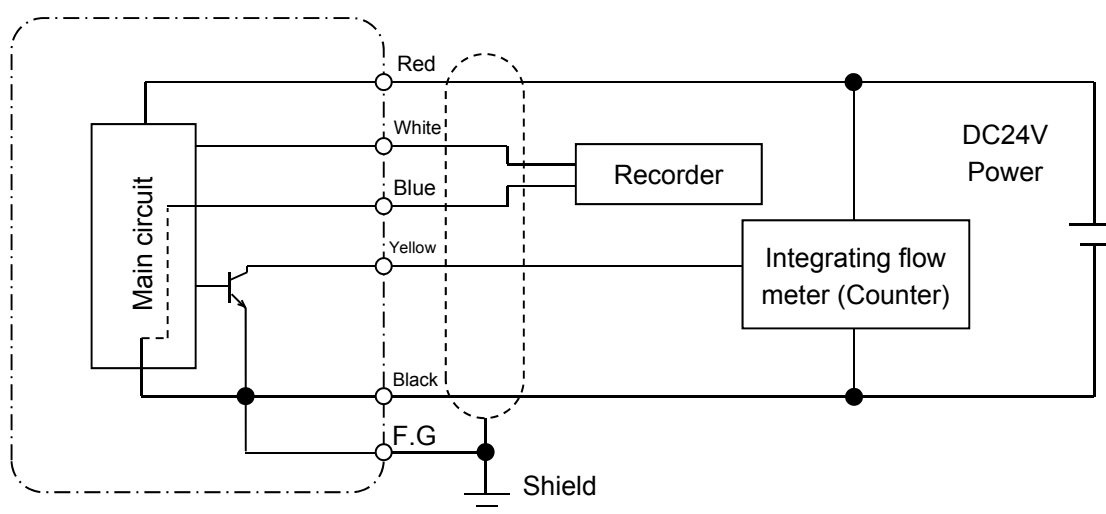 Red
White
Blue
Yellow
Black
F.G
Shield
Main circuit
Recorder
Integrating flow
meter (Counter)
DC24V
Power